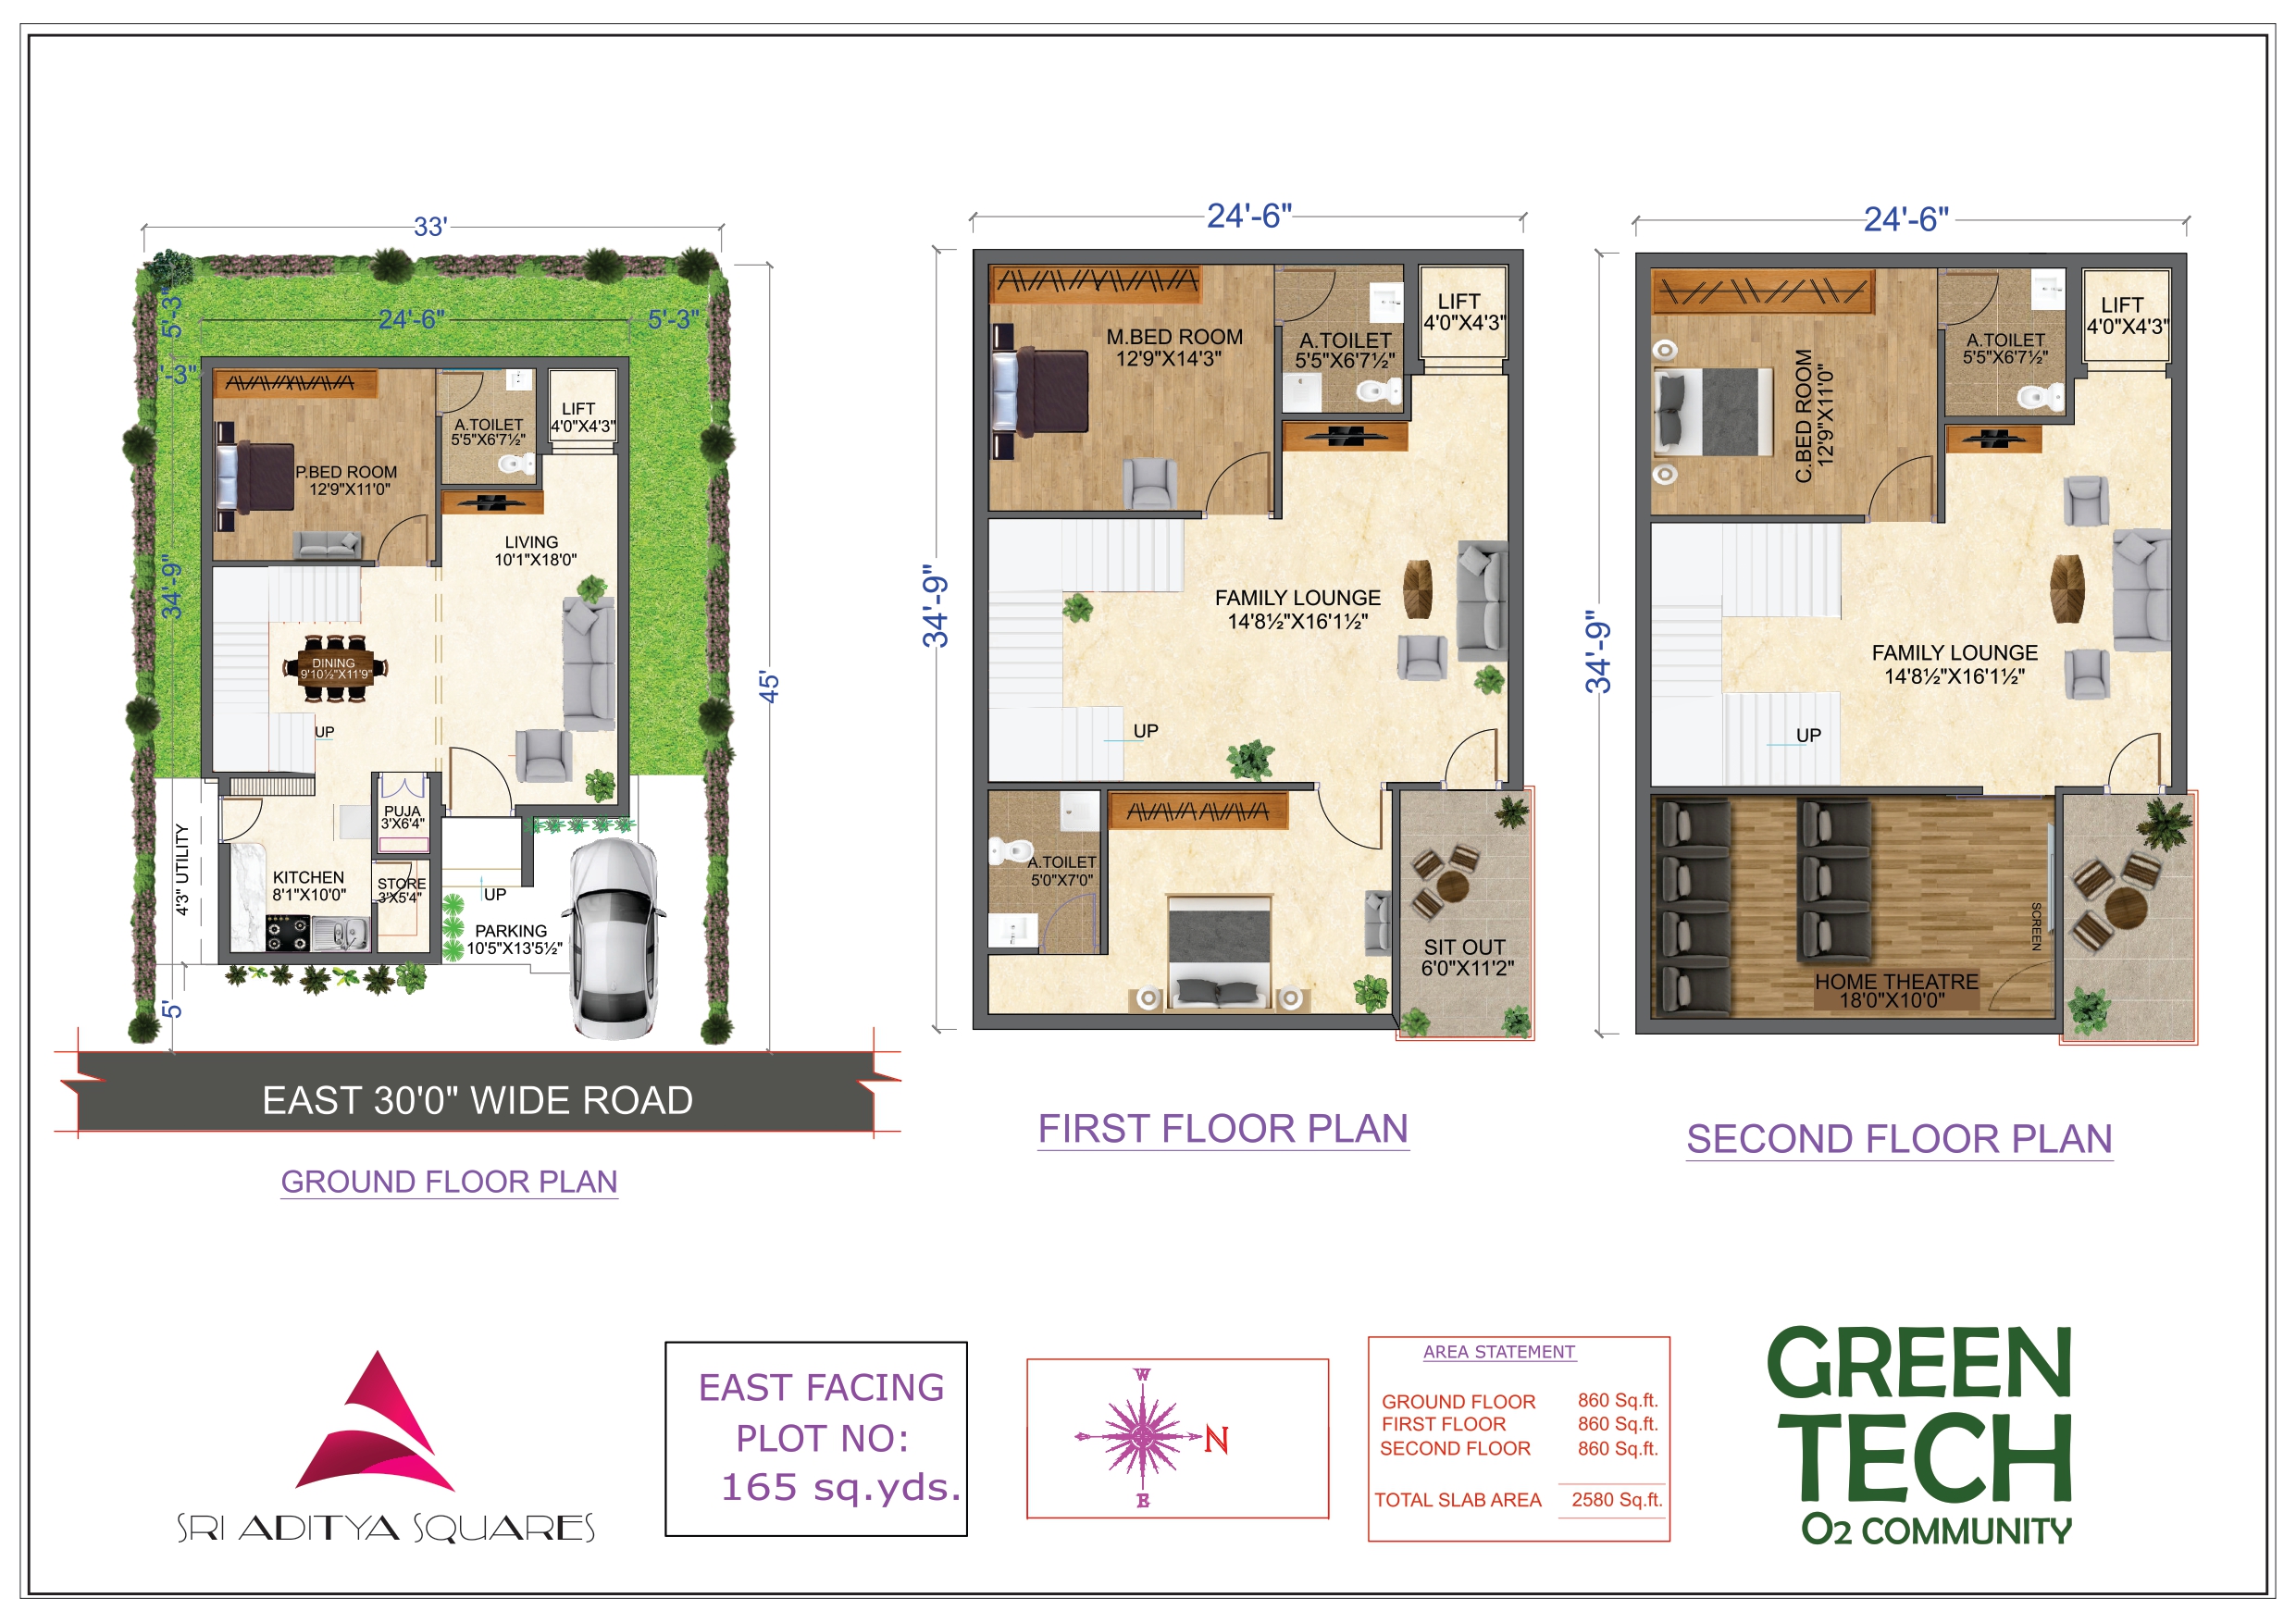 33'
5'-3"
24'-6"
5'-3"
'-3"
P.BED ROOM
12'9"X11'0"
A.TOILET
5'5"X6'7½"
LIFT
4'0"X4'3"
LIVING
10'1"X18'0"
34'-9"
DINING
9'10½"X11'9"
45'
UP
PUJA
3'X6'4"
4'3" UTILITY
KITCHEN
8'1"X10'0"
STORE
3'X5'4"
UP
PARKING
10'5"X13'5½"
5'
EAST 30'0" WIDE ROAD
GROUND FLOOR PLAN
24'-6"
M.BED ROOM
12'9"X14'3"
A.TOILET
5'5"X6'7½"
LIFT
4'0"X4'3"
34'-9"
FAMILY LOUNGE
14'8½"X16'1½"
UP
A.TOILET
5'0"X7'0"
SIT OUT
6'0"X11'2"
FIRST FLOOR PLAN
24'-6"
C.BED ROOM
12'9"X11'0"
A.TOILET
5'5"X6'7½"
LIFT
4'0"X4'3"
34'-9"
FAMILY LOUNGE
14'8½"X16'1½"
UP
SCREEN
HOME THEATRE
18'0"X10'0"
SECOND FLOOR PLAN
SRI ADITYA SQUARES
EAST FACING
PLOT NO:
165 sq.yds.
W
N
E
AREA STATEMENT
GROUND FLOOR 860 Sq.ft.
FIRST FLOOR 860 Sq.ft.
SECOND FLOOR 860 Sq.ft.
TOTAL SLAB AREA 2580 Sq.ft.
GREEN
TECH
O2 COMMUNITY